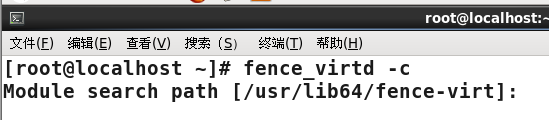 root@localhost:~
文件(F) 编辑(E) 查看(V) 搜索 (S) 终端(T) 帮助(H)
[root@localhost ~]# fence_virtd -c
Module search path [/usr/lib64/fence-virt]: